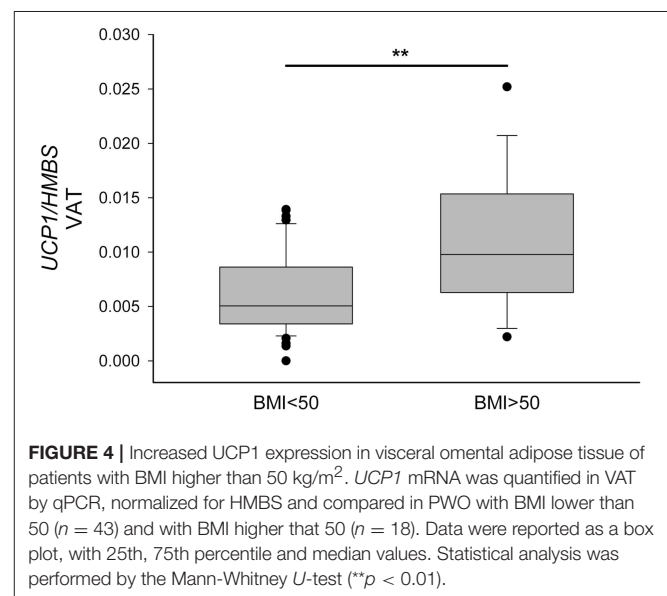 **
0.030
0.025
0.020
0.015
0.010
0.005
0.000
UCP1/HMBS
VAT
BMI<50
BMI>50
FIGURE 4 | Increased UCP1 expression in visceral omental adipose tissue of
patients with BMI higher than 50 kg/m². UCP1 mRNA was quantified in VAT
by qPCR, normalized for HMBS and compared in PWO with BMI lower than
50 (n = 43) and with BMI higher that 50 (n = 18). Data were reported as a box
plot, with 25th, 75th percentile and median values. Statistical analysis was
performed by the Mann-Whitney U-test (**p < 0.01).